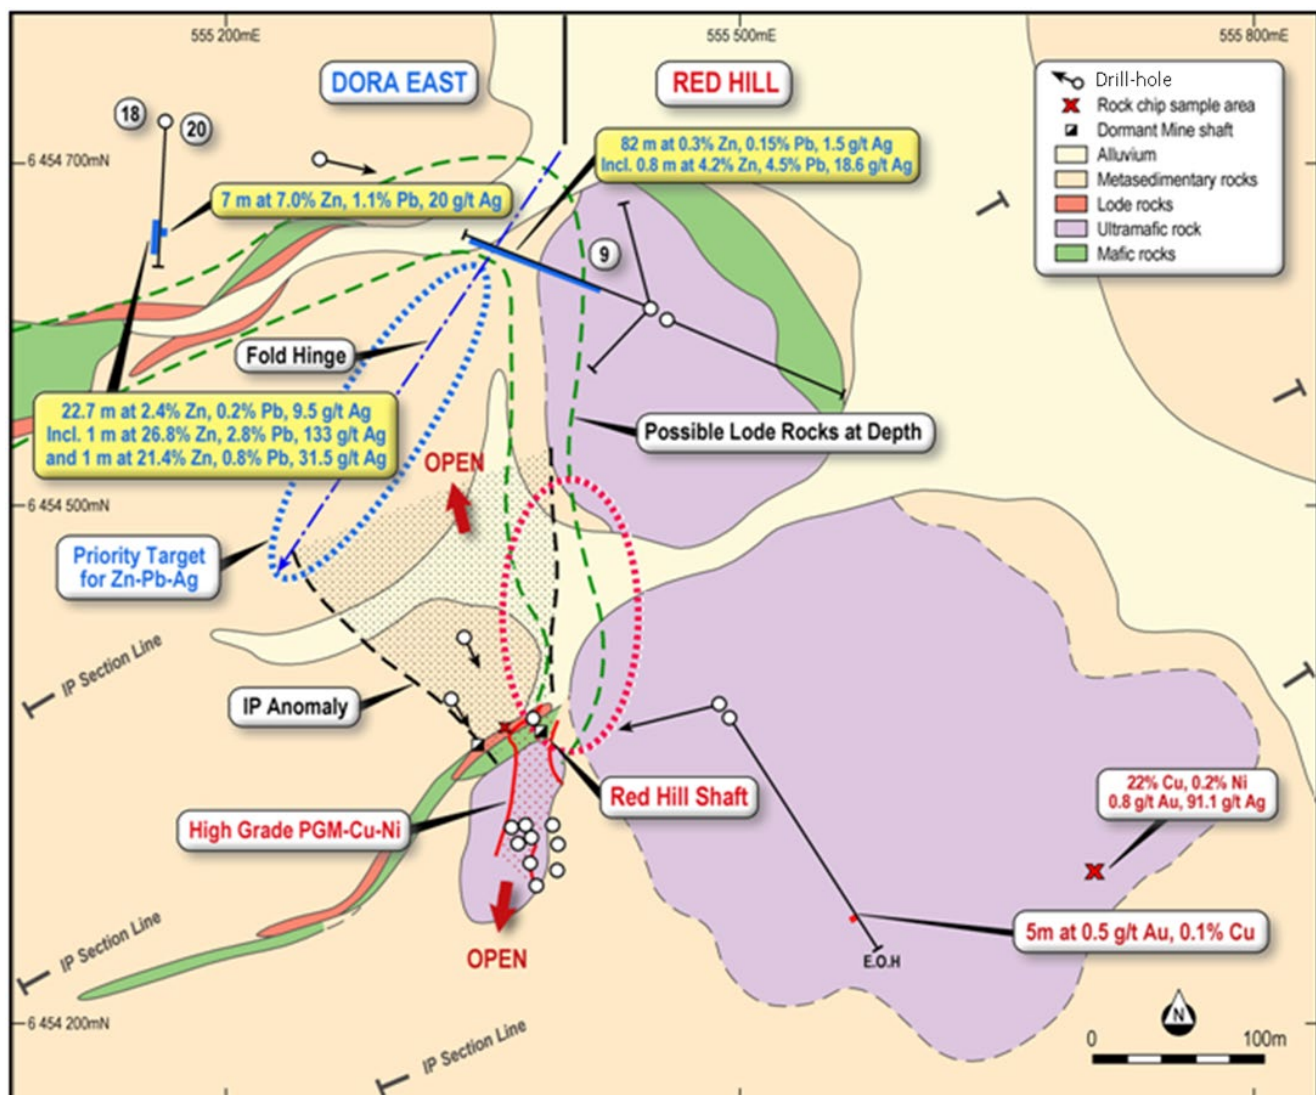 555 200mE
555 500mE
555 800mE
DORA EAST
RED HILL
Drill-hole
Rock chip sample area
Dormant Mine shaft
Alluvium
Metasedimentary rocks
Lode rocks
Ultramafic rock
Mafic rocks
18
20
6 454 700mN
82 m at 0.3% Zn, 0.15% Pb, 1.5 g/t Ag
Incl. 0.8 m at 4.2% Zn, 4.5% Pb, 18.6 g/t Ag
7 m at 7.0% Zn, 1.1% Pb, 20 g/t Ag
9
Fold Hinge
22.7 m at 2.4% Zn, 0.2% Pb, 9.5 g/t Ag
Incl. 1 m at 26.8% Zn, 2.8% Pb, 133 g/t Ag
and 1 m at 21.4% Zn, 0.8% Pb, 31.5 g/t Ag
Possible Lode Rocks at Depth
OPEN
6 454 500mN
Priority Target
for Zn-Pb-Ag
IP Section Line
IP Anomaly
Red Hill Shaft
22% Cu, 0.2% Ni
0.8 g/t Au, 91.1 g/t Ag
High Grade PGM-Cu-Ni
5m at 0.5 g/t Au, 0.1% Cu
OPEN
E.O.H
IP Section Line
6 454 200mN
IP Section Line
N
0
100m